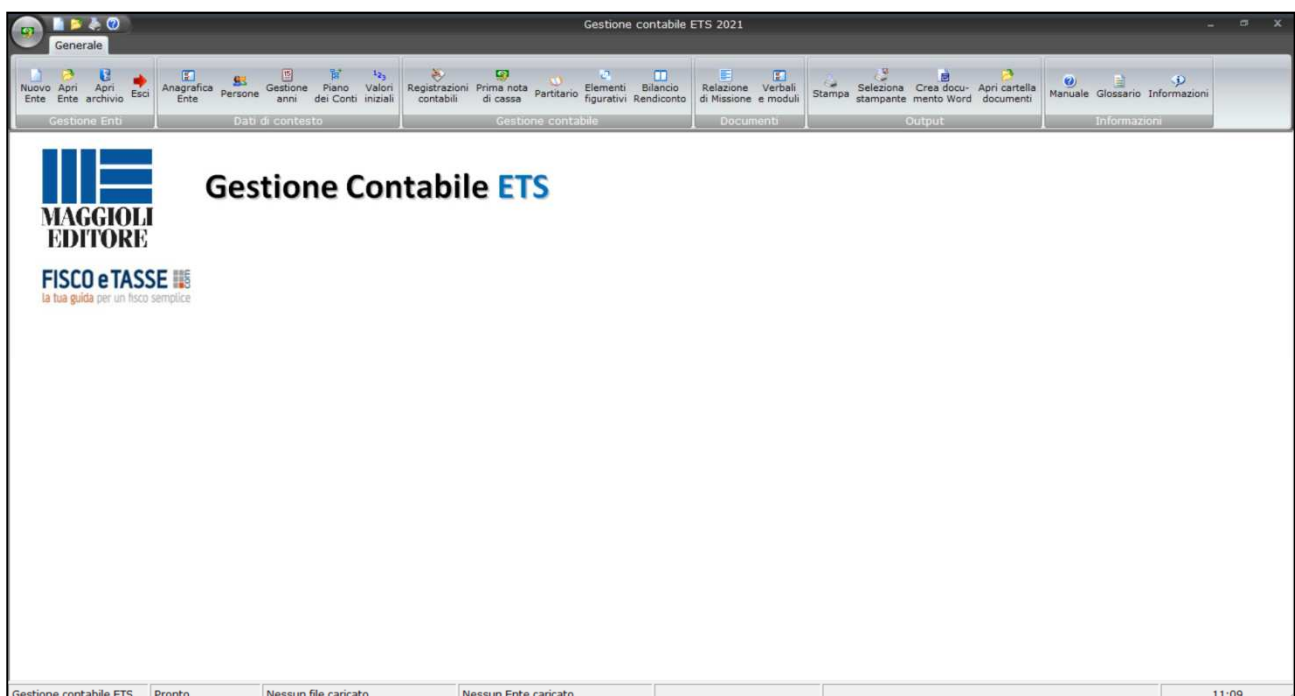 Gestione contabile ETS 2021
Generale
Nuovo Ente
Apri Ente
Apri archivio
Esci
Anagrafica Ente
Persone
Gestione anni
Piano dei Conti
Valori iniziali
Registrazioni contabili
Prima nota di cassa
Partitario
Elementi figurativi
Bilancio Rendiconto
Relazione di Missione
Verbali e moduli
Stampa
Seleziona stampante
Crea docu- mento Word
Apri cartella documenti
Manuale
Glossario
Informazioni
Gestione Enti
Dati di contesto
Gestione contabile
Documenti
Output
Informazioni
MAGGIOLI
EDITORE
Gestione Contabile ETS
FISCO e TASSE .com
la tua guida per un fisco semplice
Gestione contabile ETS
Pronto
Nessun file caricato
Nessun Ente caricato
11:09